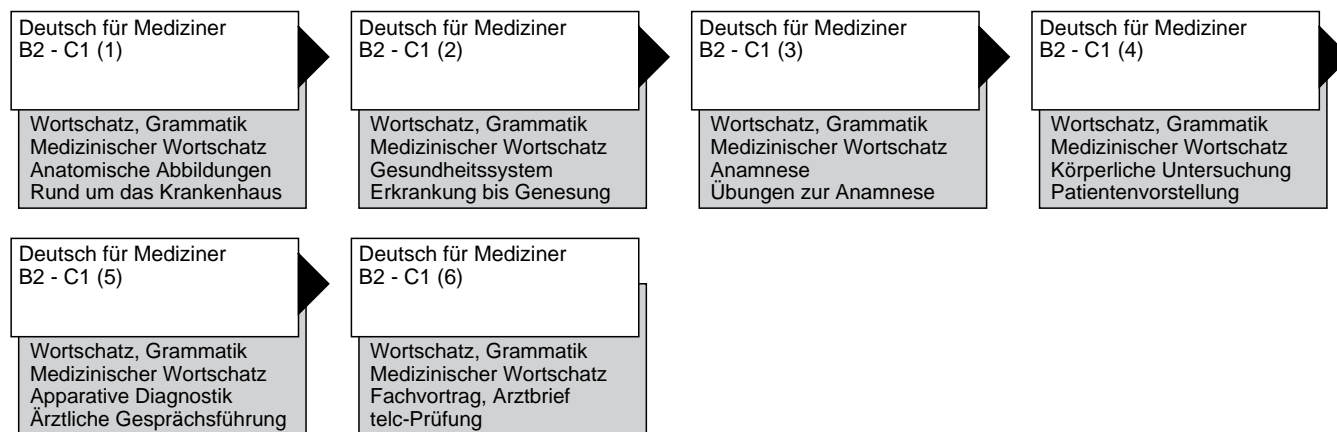 Deutsch für Mediziner
B2 - C1 (1)
Wortschatz, Grammatik
Medizinischer Wortschatz
Anatomische Abbildungen
Rund um das Krankenhaus
Deutsch für Mediziner
B2 - C1 (2)
Wortschatz, Grammatik
Medizinischer Wortschatz
Gesundheitssystem
Erkrankung bis Genesung
Deutsch für Mediziner
B2 - C1 (3)
Wortschatz, Grammatik
Medizinischer Wortschatz
Anamnese
Übungen zur Anamnese
Deutsch für Mediziner
B2 - C1 (4)
Wortschatz, Grammatik
Medizinischer Wortschatz
Körperliche Untersuchung
Patientenvorstellung
Deutsch für Mediziner
B2 - C1 (5)
Wortschatz, Grammatik
Medizinischer Wortschatz
Apparative Diagnostik
Ärztliche Gesprächsführung
Deutsch für Mediziner
B2 - C1 (6)
Wortschatz, Grammatik
Medizinischer Wortschatz
Fachvortrag, Arztbrief
telc-Prüfung